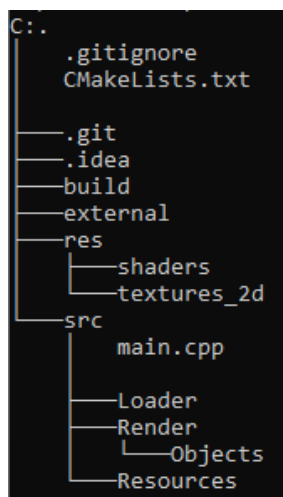 C:.
.gitignore
CMakeLists.txt
.git
.idea
build
external
res
shaders
textures_2d
src
main.cpp
Loader
Render
Objects
Resources